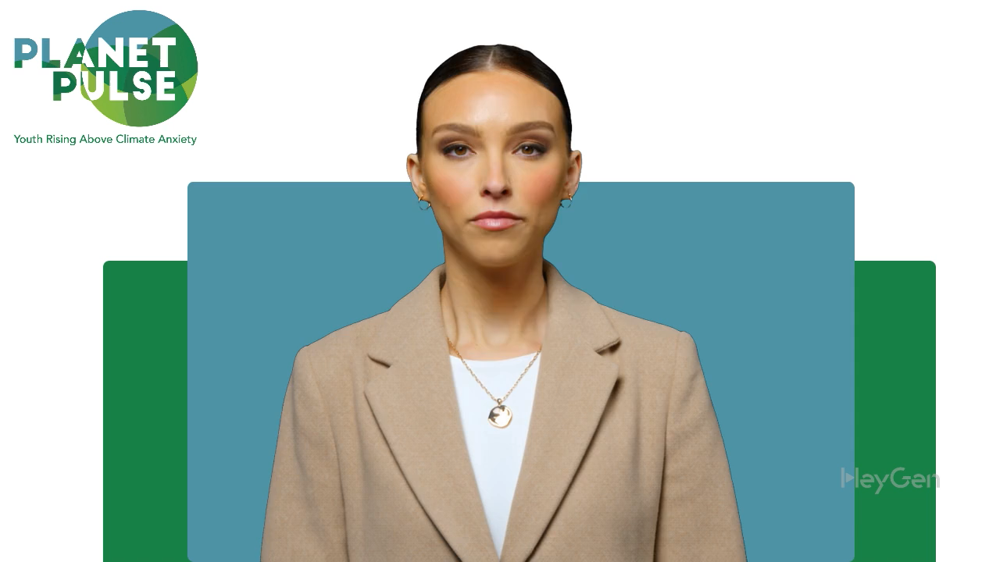 PLANET
PULSE
Youth Rising Above Climate Anxiety
HeyGen